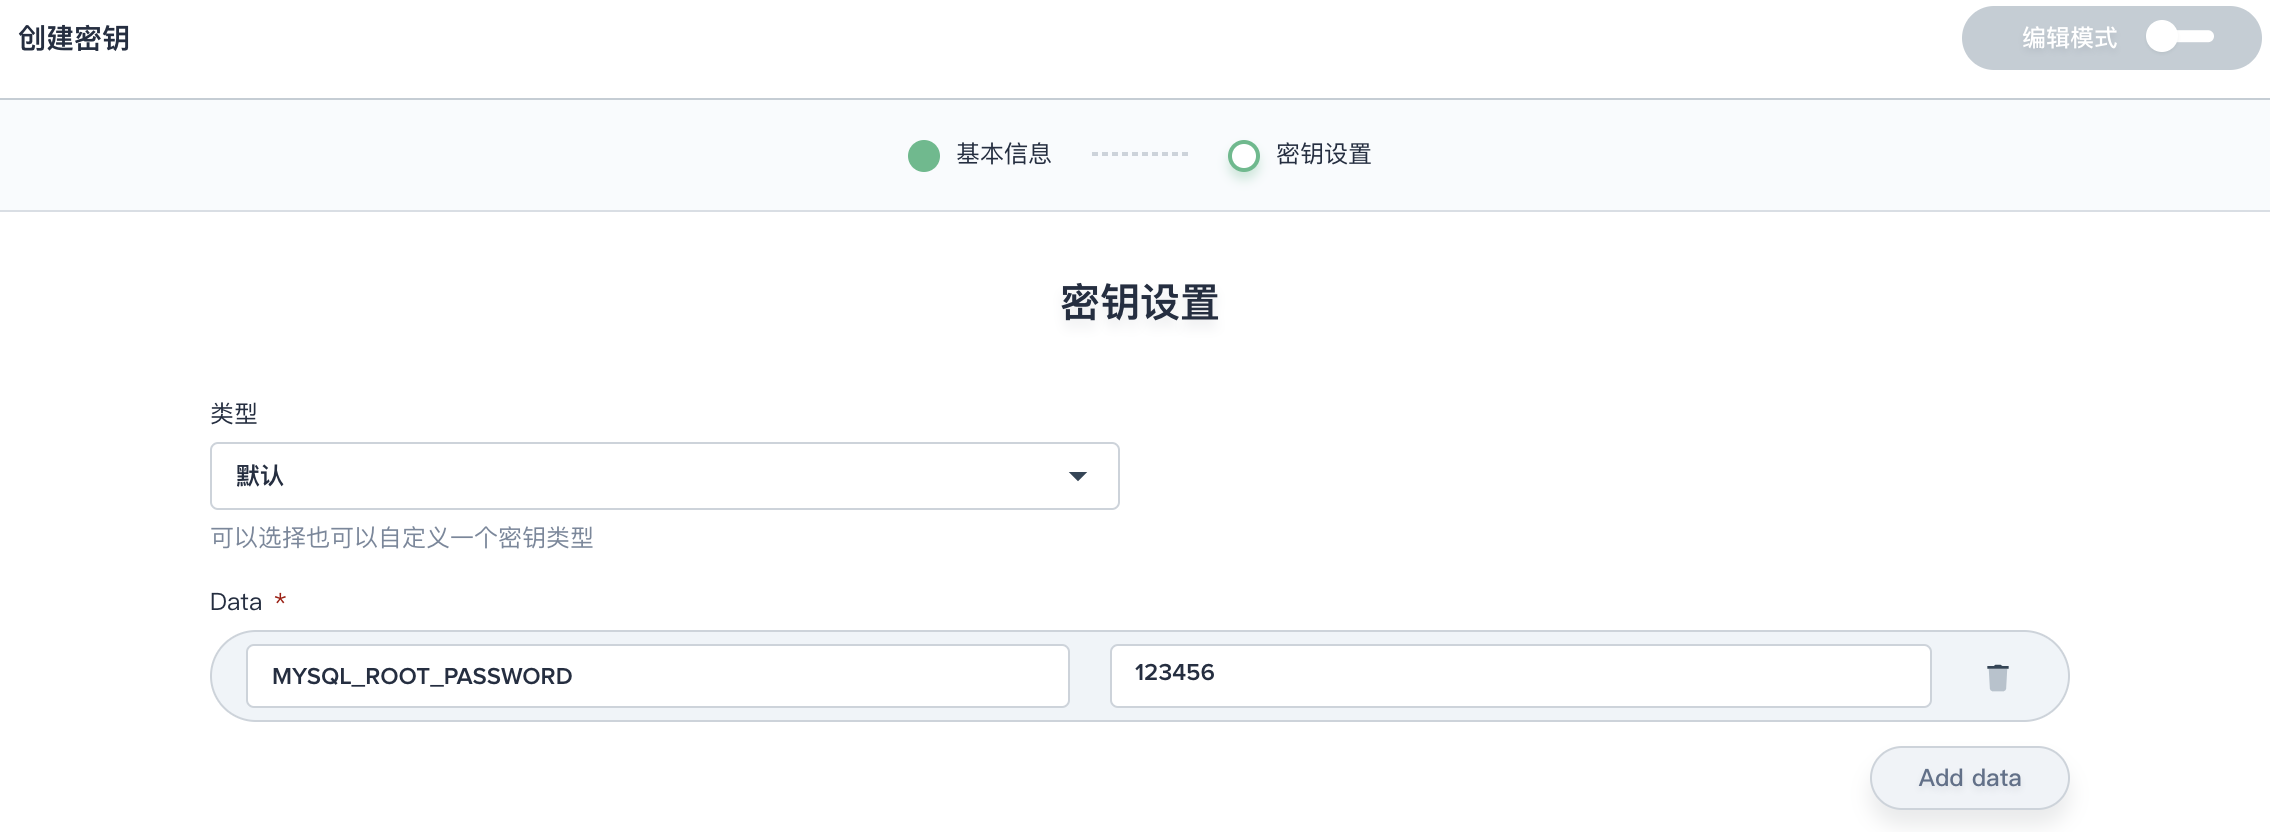 创建密钥
编辑模式
基本信息
密钥设置
密钥设置
类型
默认
可以选择也可以自定义一个密钥类型
Data *
MYSQL_ROOT_PASSWORD
123456
Add data